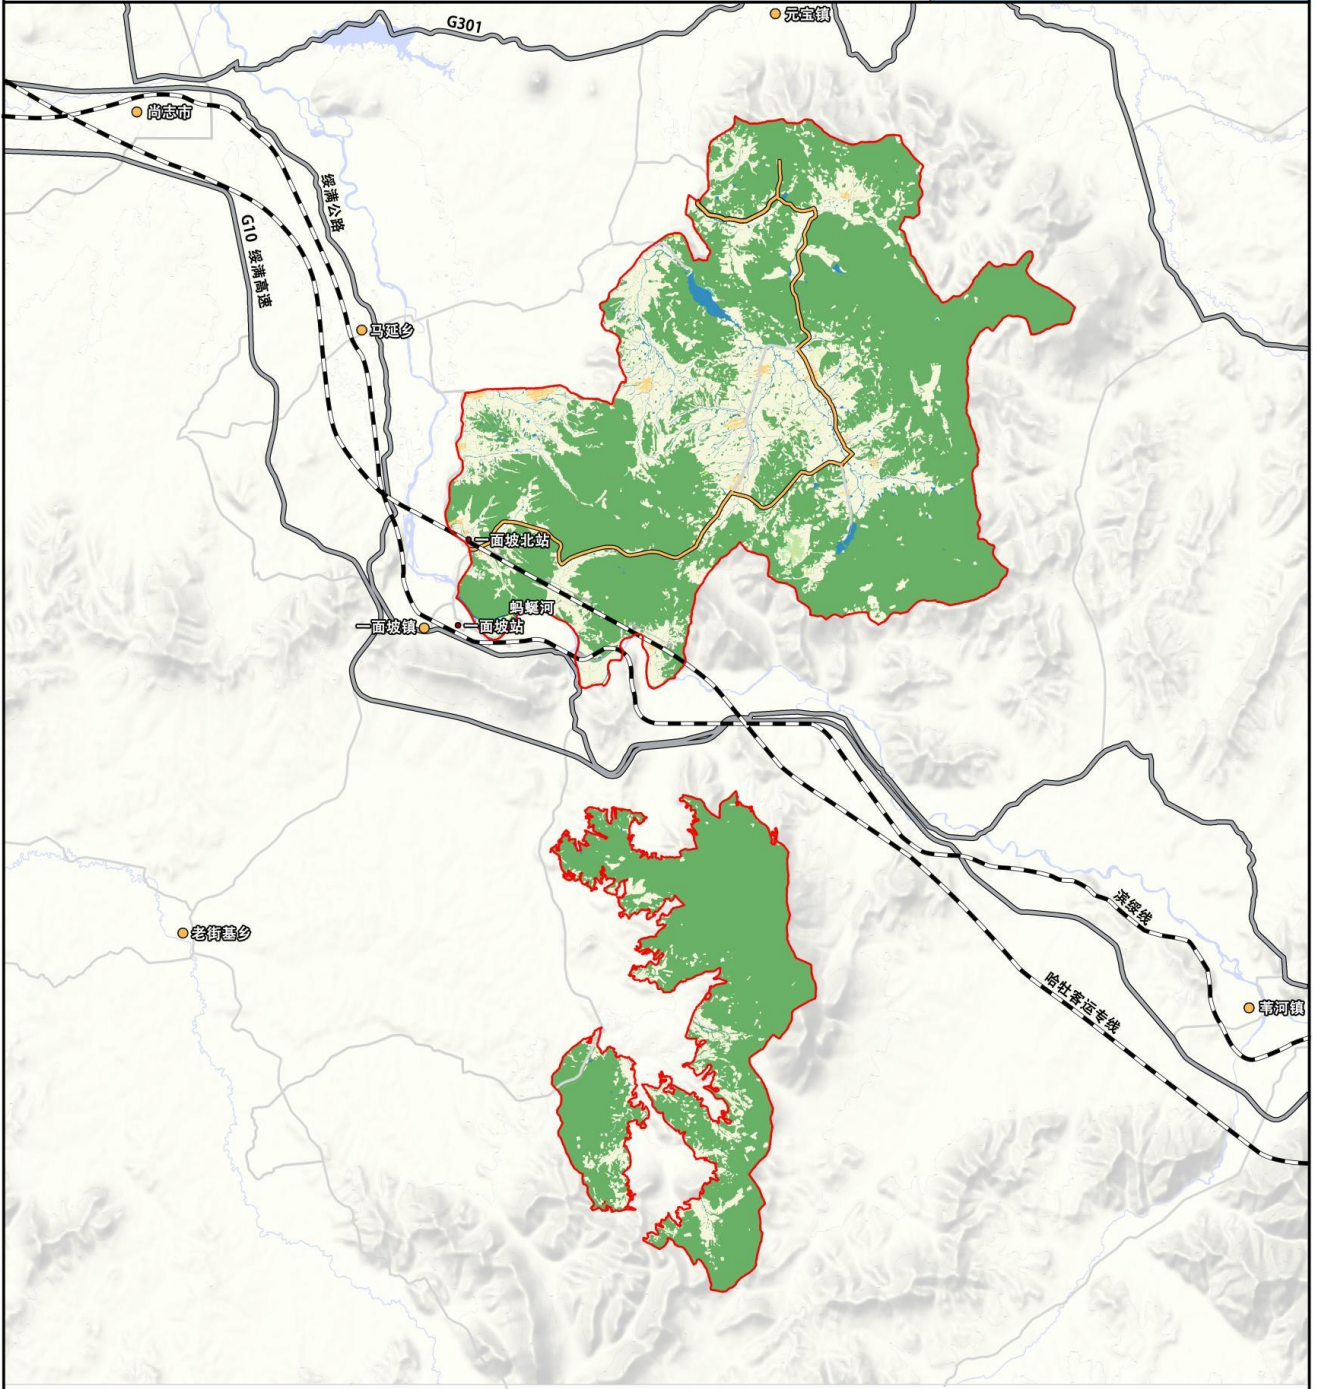 元宝镇
G301
尚志市
绥满公路
G10 绥满高速
马延乡
一面坡北站
蚂蜒河
一面坡镇
一面坡站
滨绥线
老街基乡
哈牡客运专线
苇河镇